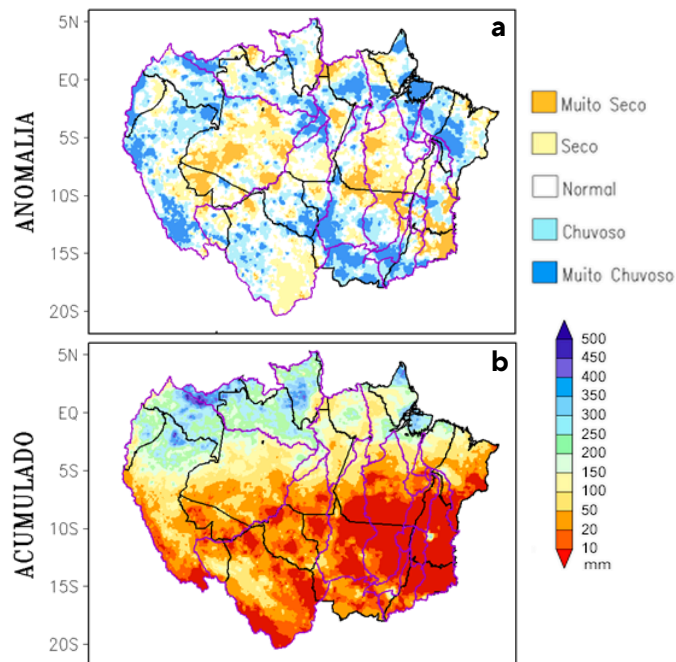 a
5N
EQ
5S
10S
15S
20S
ANOMALIA
Muito Seco
Seco
Normal
Chuvoso
Muito Chuvoso
b
5N
EQ
5S
10S
15S
20S
ACUMULADO
500
450
400
350
300
250
200
150
100
50
20
10
mm